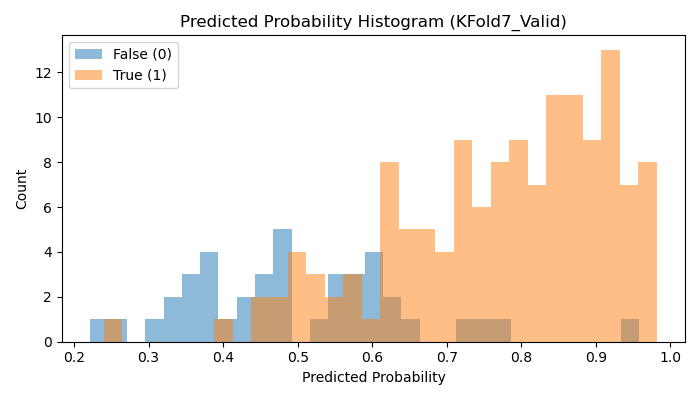 Predicted Probability Histogram (KFold7_Valid)
False (0)
True (1)
Count
12
10
8
6
4
2
0
0.2 0.3 0.4 0.5 0.6 0.7 0.8 0.9 1.0
Predicted Probability